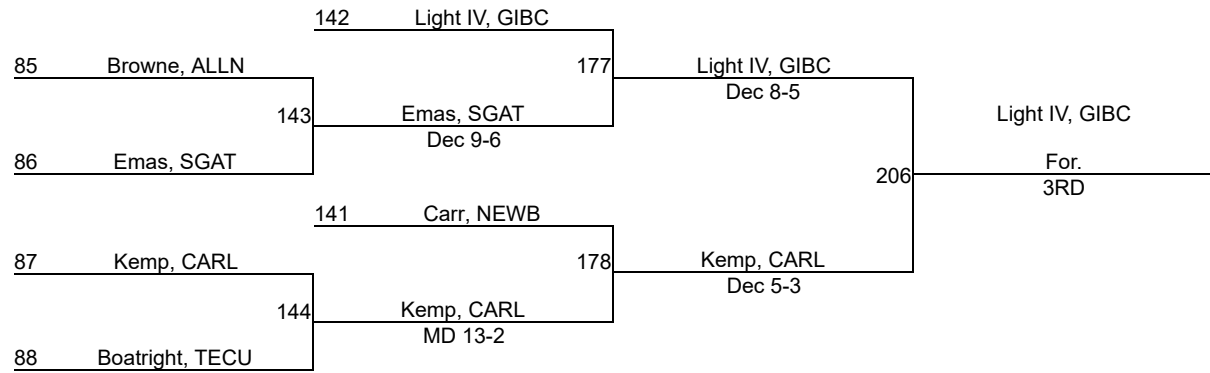 142 Light IV, GIBC
85 Browne, ALLN
177 Light IV, GIBC
Dec 8-5
143 Emas, SGAT
Dec 9-6
Light IV, GIBC
86 Emas, SGAT
206 For.
3RD
141 Carr, NEWB
87 Kemp, CARL
178 Kemp, CARL
Dec 5-3
144 Kemp, CARL
MD 13-2
88 Boatright, TECU